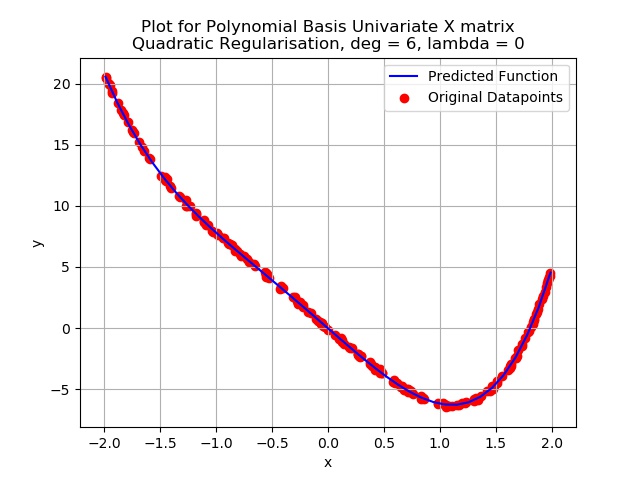 Plot for Polynomial Basis Univariate X matrix
Quadratic Regularisation, deg = 6, lambda = 0
Predicted Function
Original Datapoints
20
15
10
5
0
−5
y
−2.0 −1.5 −1.0 −0.5 0.0 0.5 1.0 1.5 2.0
x